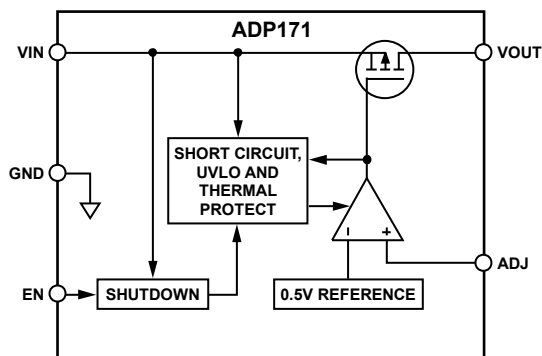 ADP171
VIN
VOUT
SHORT CIRCUIT,
UVLO AND
THERMAL
PROTECT
GND
– +
ADJ
EN
SHUTDOWN
0.5V REFERENCE